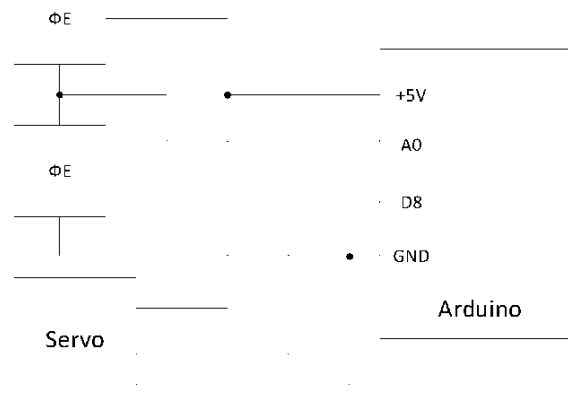 ΦE
+5V
A0
ΦE
D8
GND
Arduino
Servo